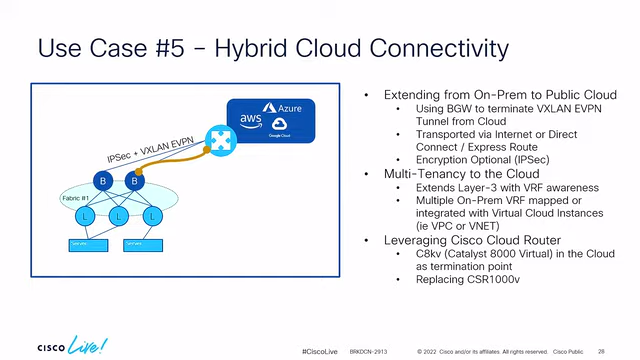 Use Case #5 – Hybrid Cloud Connectivity
Azure
aws
Google Cloud
IPSec + VXLAN EVPN
B
B
Fabric #1
L
L
L
Servers
Servers
• Extending from On-Prem to Public Cloud
• Using BGW to terminate VXLAN EVPN
Tunnel from Cloud
• Transported via Internet or Direct
Connect / Express Route
• Encryption Optional (IPSec)
• Multi-Tenancy to the Cloud
• Extends Layer-3 with VRF awareness
• Multiple On-Prem VRF mapped or
integrated with Virtual Cloud Instances
(ie VPC or VNET)
• Leveraging Cisco Cloud Router
• C8kv (Catalyst 8000 Virtual) in the Cloud
as termination point
• Replacing CSR1000v
CISCO Live!
#CiscoLive
BRKDCN-2913
© 2022 Cisco and/or its affiliates. All rights reserved. Cisco Public
28